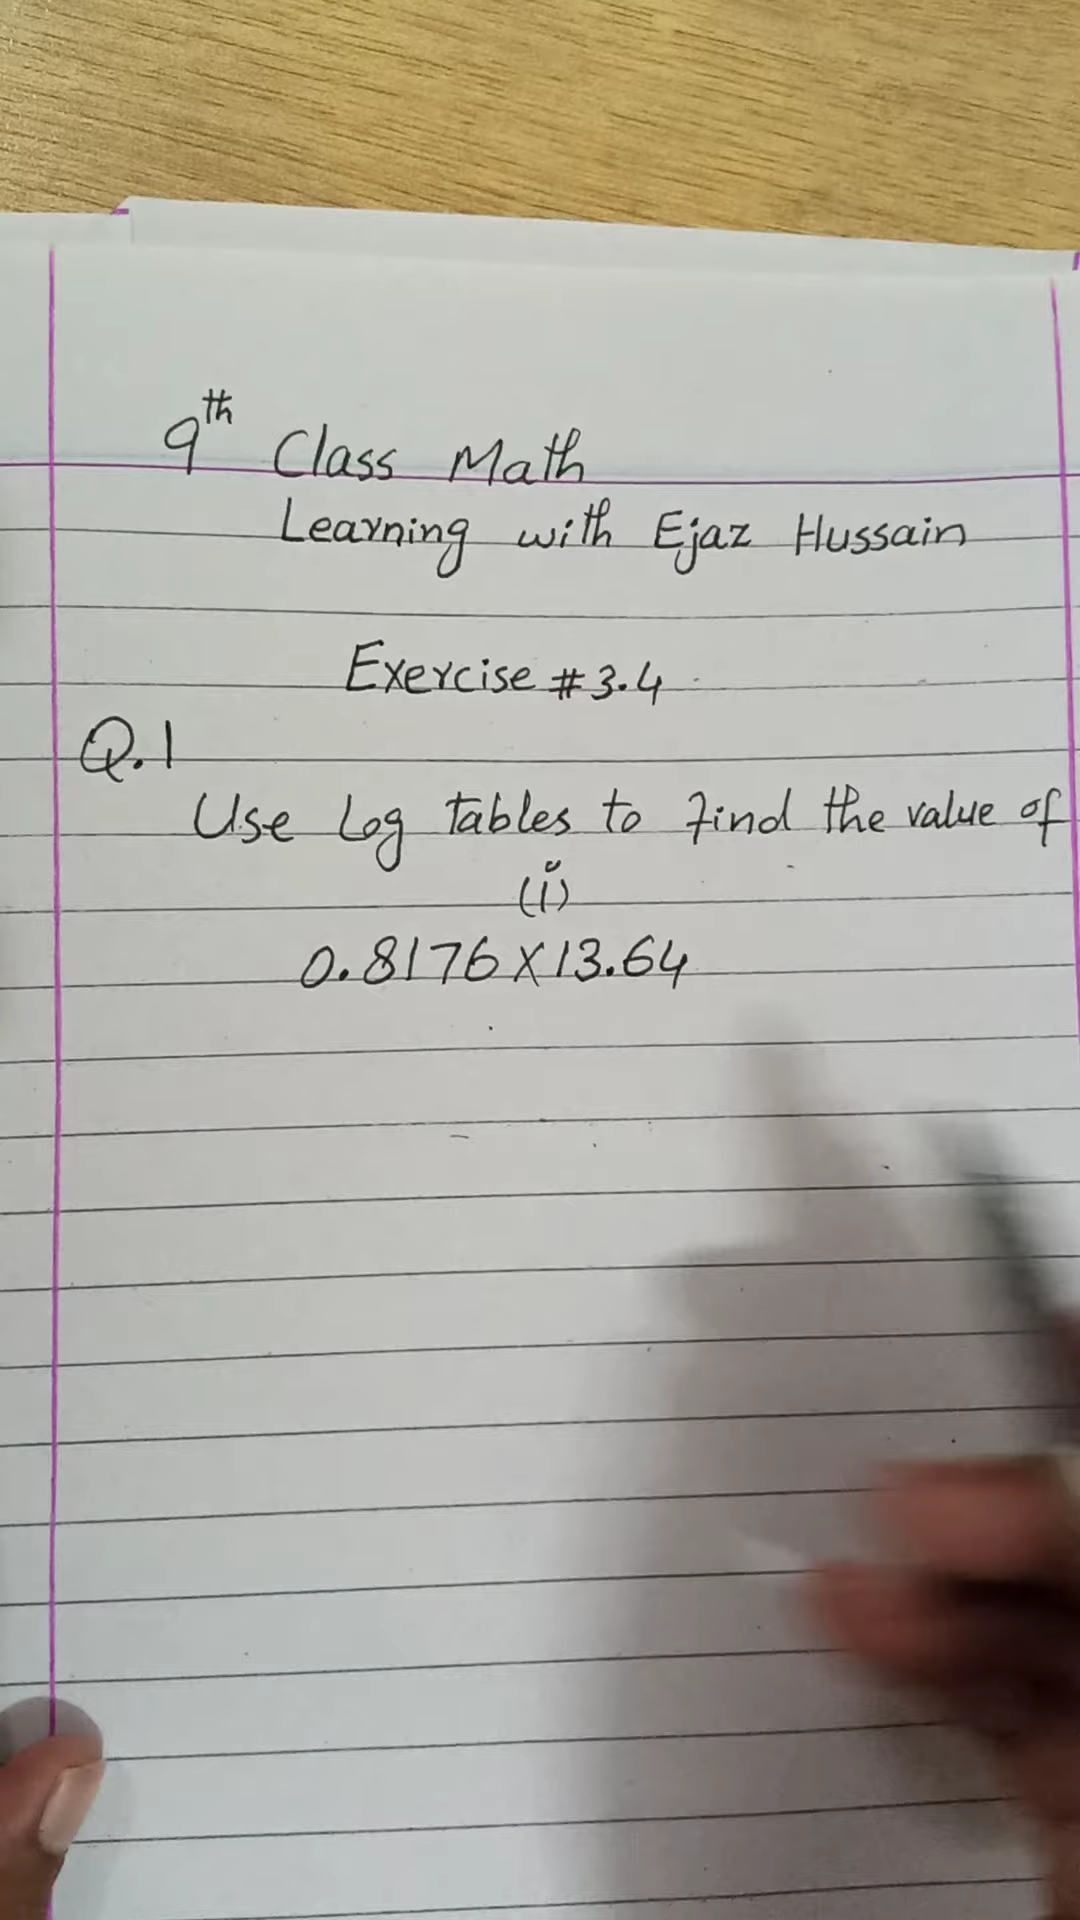 9th Class Math
Learning with Ejaz Hussain
Exercise #3.4
Q.1
Use Log tables to find the value of
(i)
0.8176×13.64